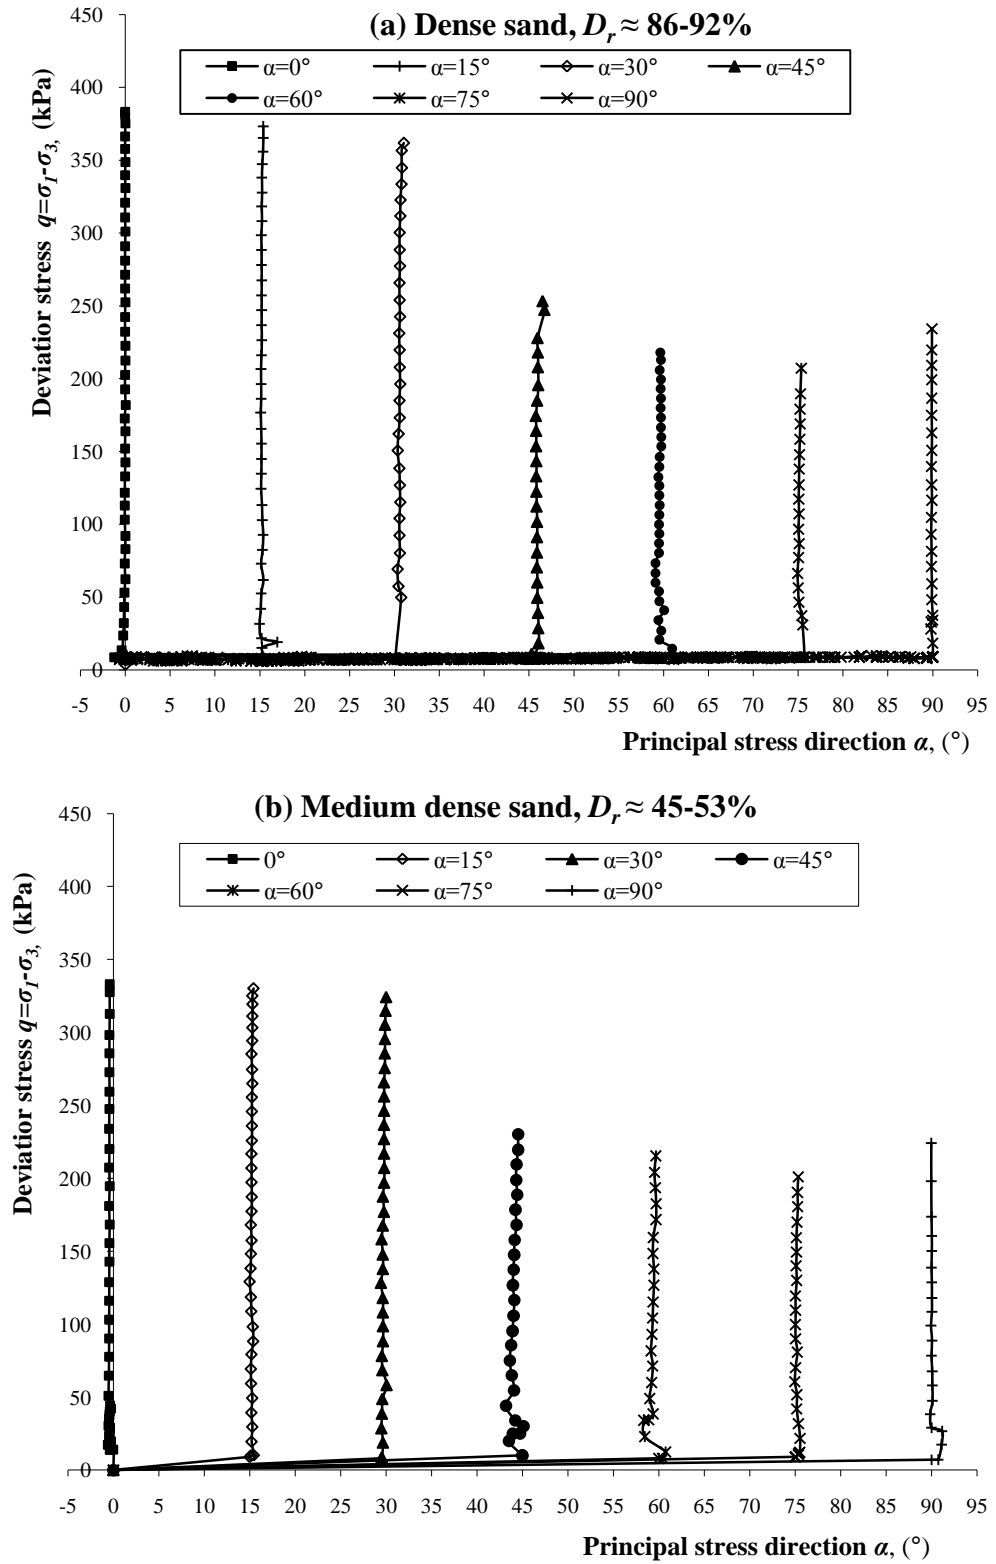 (a) Dense sand, Dr ≈ 86-92%
α=0° α=15° α=30° α=45°
α=60° α=75° α=90°
Deviatior stress q=σ1-σ3, (kPa)
450
400
350
300
250
200
150
100
50
0
-5 0 5 10 15 20 25 30 35 40 45 50 55 60 65 70 75 80 85 90 95
Principal stress direction α, (°)
(b) Medium dense sand, Dr ≈ 45-53%
0° α=15° α=30° α=45°
α=60° α=75° α=90°
Deviatior stress q=σ1-σ3, (kPa)
450
400
350
300
250
200
150
100
50
0
-5 0 5 10 15 20 25 30 35 40 45 50 55 60 65 70 75 80 85 90 95
Principal stress direction α, (°)